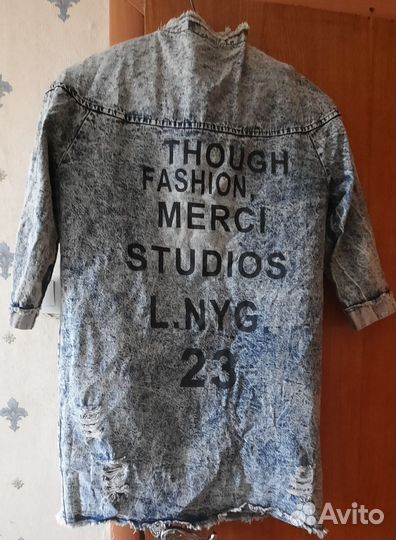 THOUGH
FASHION,
MERCI
STUDIOS
L.NYG.
23
Avito